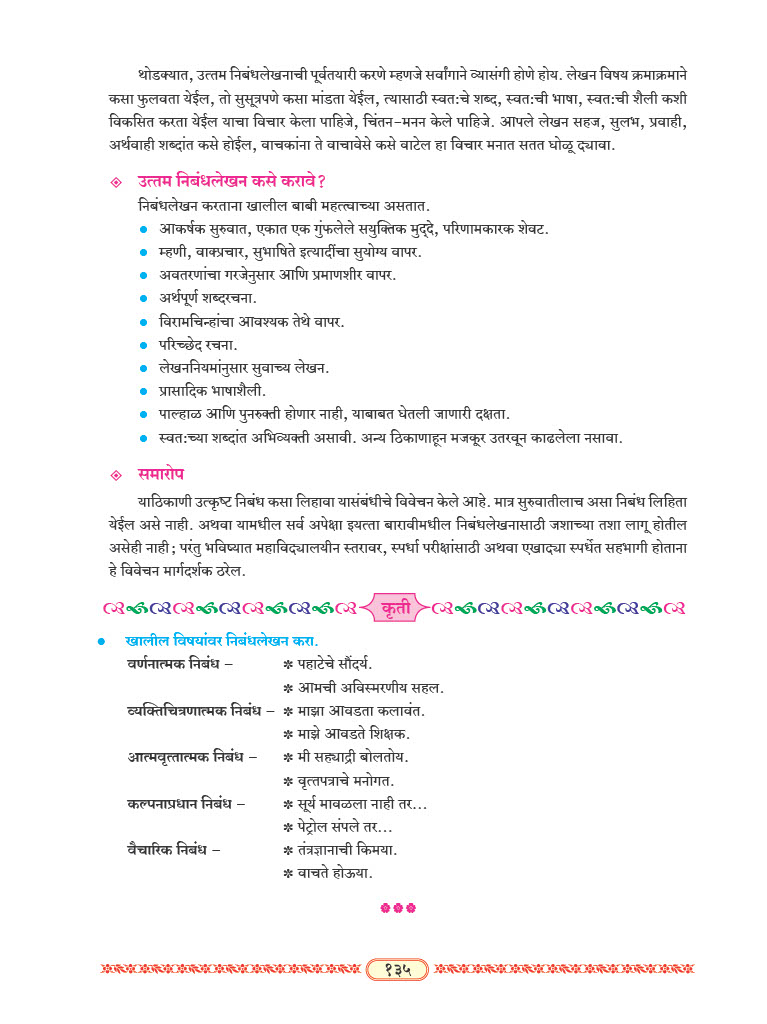 थोडक्यात, उत्तम निबंधलेखनाची पूर्वतयारी करणे म्हणजे सर्वांगाने व्यासंगी होणे होय. लेखन विषय क्रमाक्रमाने
कसा फुलवता येईल, तो सुसूत्रपणे कसा मांडता येईल, त्यासाठी स्वतःचे शब्द, स्वतःची भाषा, स्वतःची शैली कशी
विकसित करता येईल याचा विचार केला पाहिजे, चिंतन-मनन केले पाहिजे. आपले लेखन सहज, सुलभ, प्रवाही,
अर्थवाही शब्दांत कसे होईल, वाचकांना ते वाचावेसे कसे वाटेल हा विचार मनात सतत घोळू द्यावा.
उत्तम निबंधलेखन कसे करावे?
निबंधलेखन करताना खालील बाबी महत्त्वाच्या असतात.
● आकर्षक सुरुवात, एकात एक गुंफलेले सयुक्तिक मुद्दे, परिणामकारक शेवट.
● म्हणी, वाक्प्रचार, सुभाषिते इत्यादींचा सुयोग्य वापर.
● अवतरणांचा गरजेनुसार आणि प्रमाणशीर वापर.
● अर्थपूर्ण शब्दरचना.
● विरामचिन्हांचा आवश्यक तेथे वापर.
● परिच्छेद रचना.
● लेखननियमांनुसार सुवाच्य लेखन.
● प्रासादिक भाषाशैली.
● पाल्हाळ आणि पुनरुक्ती होणार नाही, याबाबत घेतली जाणारी दक्षता.
● स्वतःच्या शब्दांत अभिव्यक्ती असावी. अन्य ठिकाणाहून मजकूर उतरवून काढलेला नसावा.
समारोप
याठिकाणी उत्कृष्ट निबंध कसा लिहावा यासंबंधीचे विवेचन केले आहे. मात्र सुरुवातीलाच असा निबंध लिहिता
येईल असे नाही. अथवा यामधील सर्व अपेक्षा इयत्ता बारावीमधील निबंधलेखनासाठी जशाच्या तशा लागू होतील
असेही नाही; परंतु भविष्यात महाविद्यालयीन स्तरावर, स्पर्धा परीक्षांसाठी अथवा एखाद्या स्पर्धेत सहभागी होताना
हे विवेचन मार्गदर्शक ठरेल.
कृती
● खालील विषयांवर निबंधलेखन करा.
वर्णनात्मक निबंध – ✻ पहाटेचे सौंदर्य.
✻ आमची अविस्मरणीय सहल.
व्यक्तिचित्रणात्मक निबंध – ✻ माझा आवडता कलावंत.
✻ माझे आवडते शिक्षक.
आत्मवृत्तात्मक निबंध – ✻ मी सह्याद्री बोलतोय.
✻ वृत्तपत्राचे मनोगत.
कल्पनाप्रधान निबंध – ✻ सूर्य मावळला नाही तर...
✻ पेट्रोल संपले तर...
वैचारिक निबंध – ✻ तंत्रज्ञानाची किमया.
✻ वाचते होऊया.
१३५